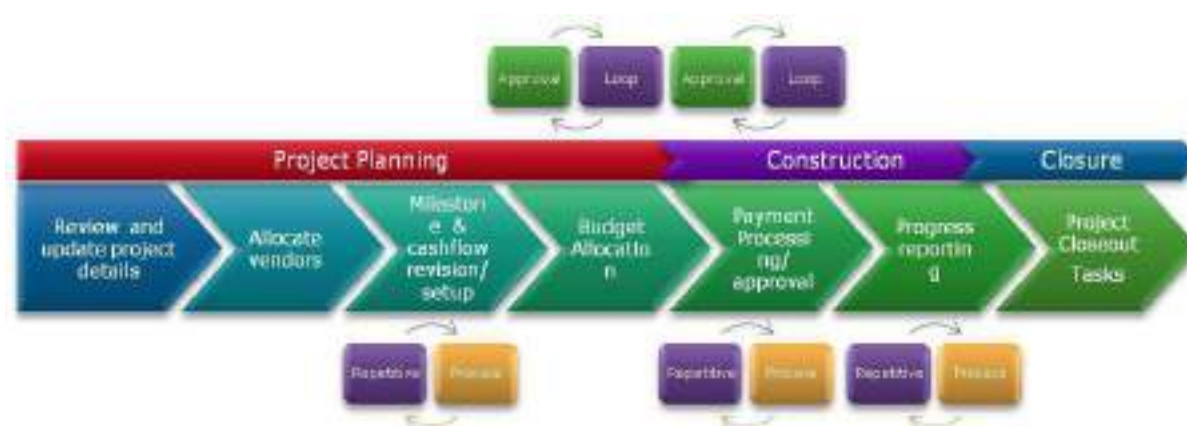 Approval
Loop
Approval
Loop
Project Planning
Construction
Closure
Review and
update project
details
Allocate
vendors
Mileston
e &
cashflow
revision/
setup
Budget
Allocatio
n
Payment
Processi
ng/
approval
Progress
reportin
g
Project
Closeout
Tasks
Repetitive
Process
Repetitive
Process
Repetitive
Process